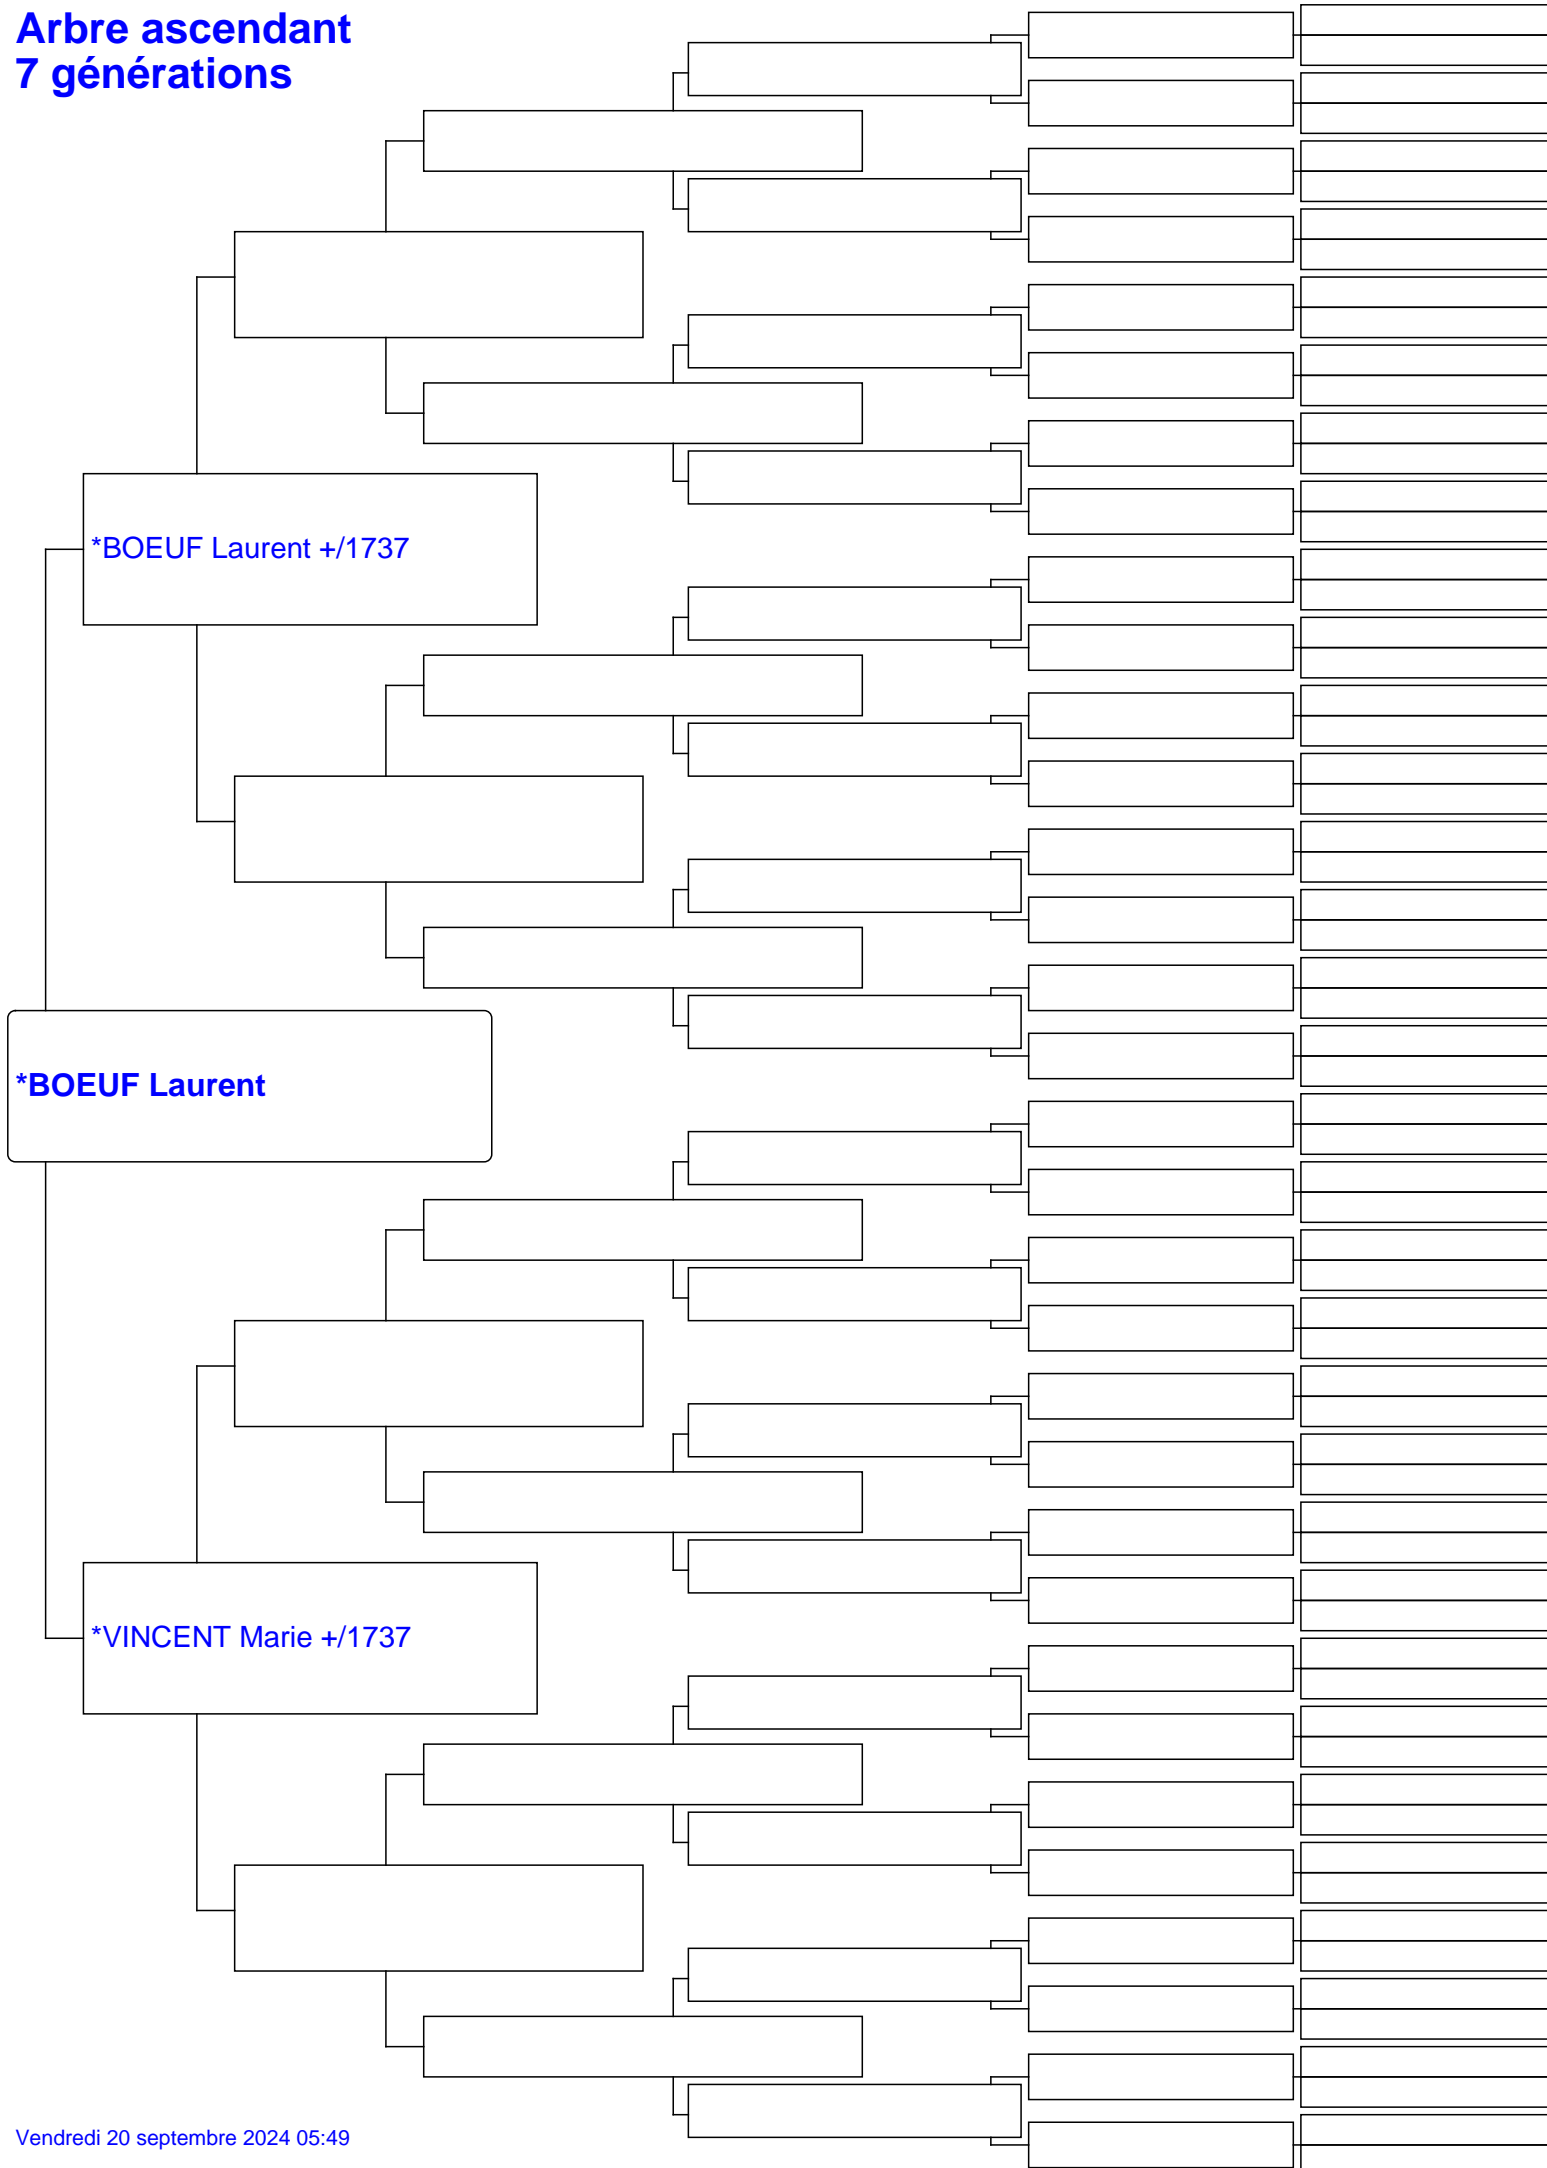 Arbre ascendant
7 générations
*BOEUF Laurent +/1737
*BOEUF Laurent
*VINCENT Marie +/1737
Vendredi 20 septembre 2024 05:49